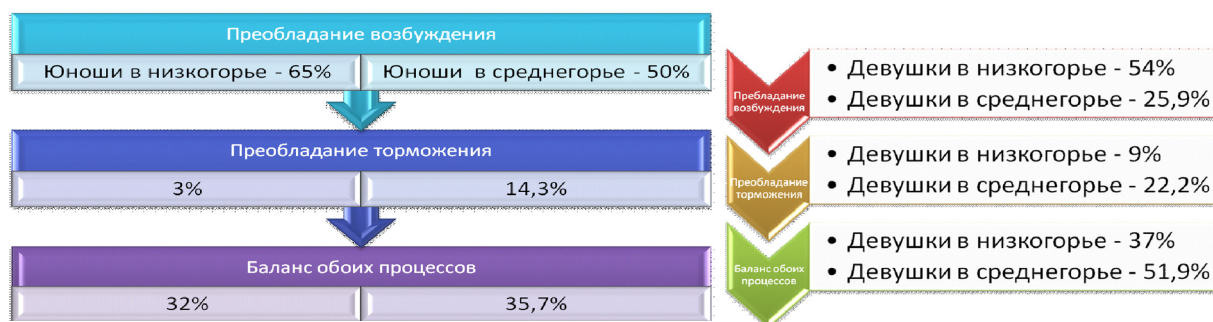 Преобладание возбуждения
Юноши в низкогорье - 65%
Юноши в среднегорье - 50%
Преобладание торможения
3%
14,3%
Баланс обоих процессов
32%
35,7%
Пребладание
возбуждения
• Девушки в низкогорье - 54%
• Девушки в среднегорье - 25,9%
Преобладание
торможения
• Девушки в низкогорье - 9%
• Девушки в среднегорье - 22,2%
Баланс обоих
процессов
• Девушки в низкогорье - 37%
• Девушки в среднегорье - 51,9%